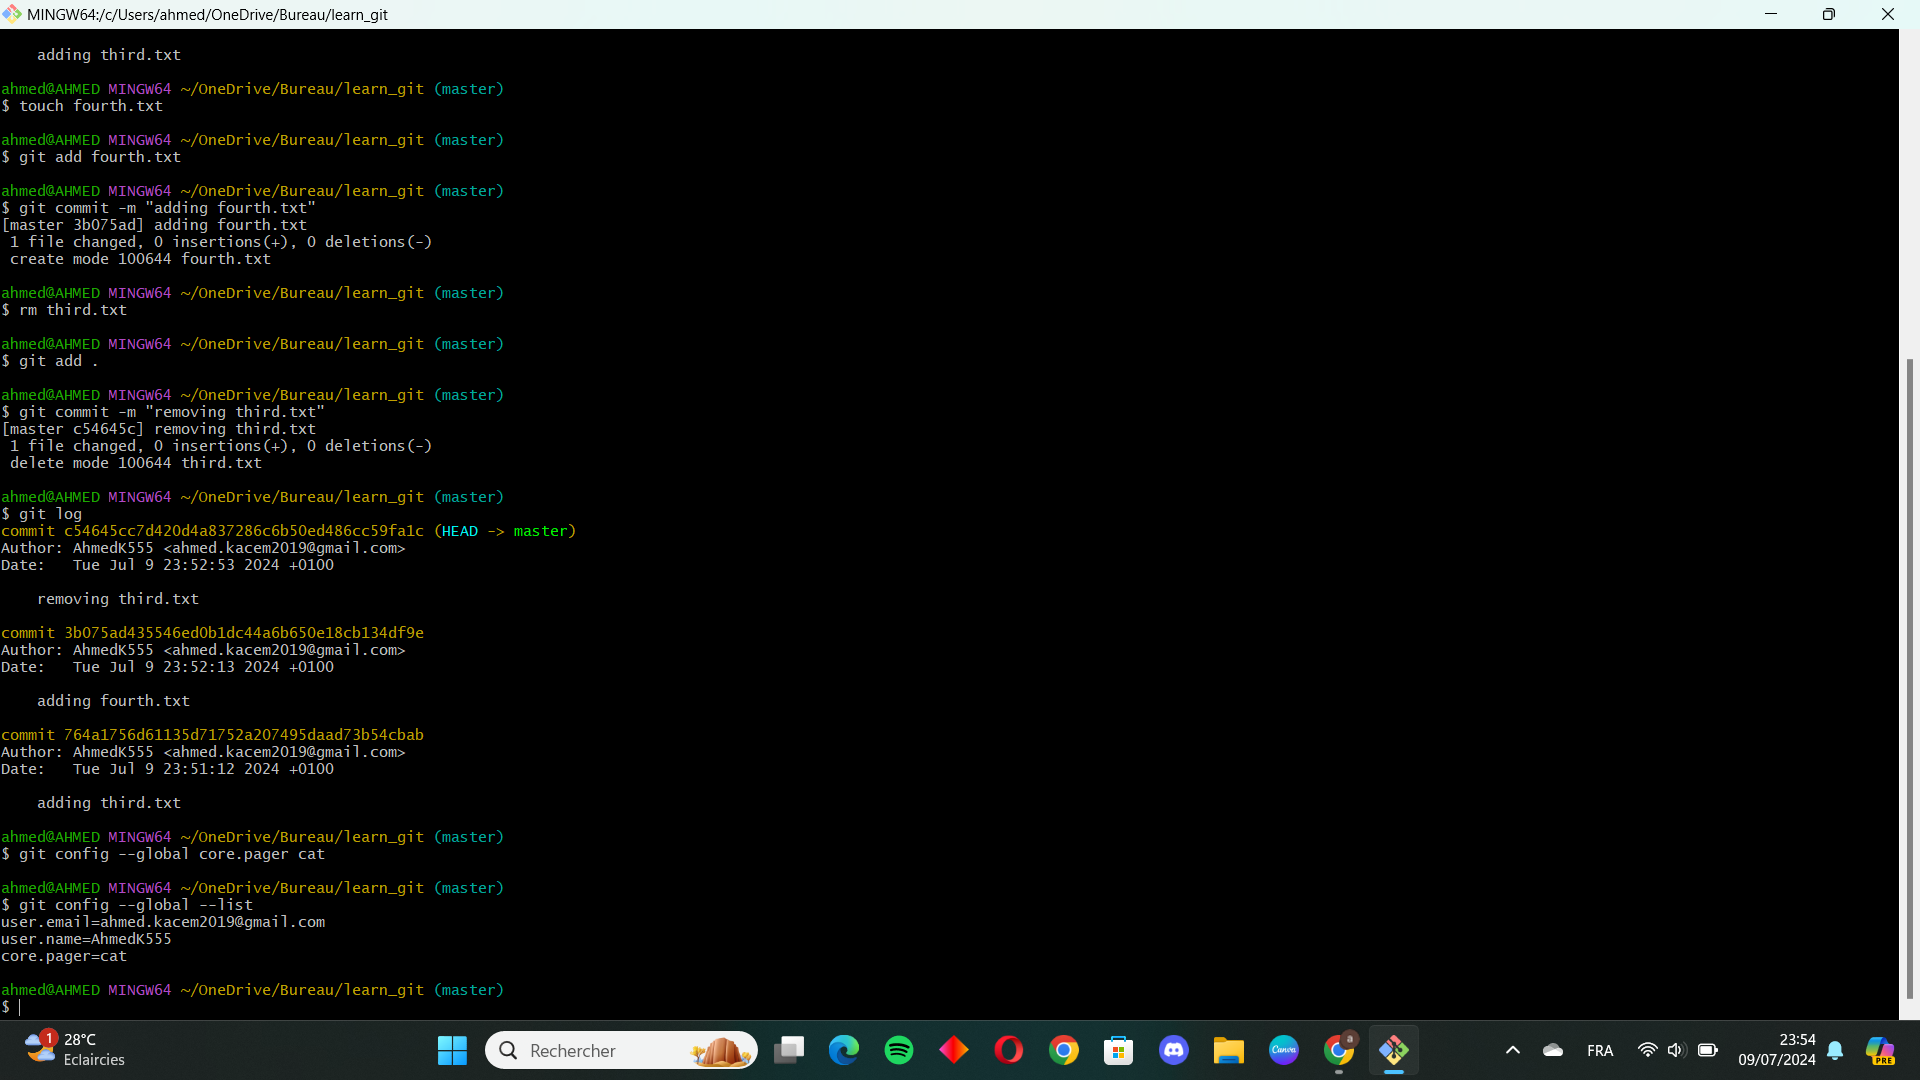 MINGW64:/c/Users/ahmed/OneDrive/Bureau/learn_git
adding third.txt
ahmed@AHMED MINGW64 ~/OneDrive/Bureau/learn_git (master)
$ touch fourth.txt
ahmed@AHMED MINGW64 ~/OneDrive/Bureau/learn_git (master)
$ git add fourth.txt
ahmed@AHMED MINGW64 ~/OneDrive/Bureau/learn_git (master)
$ git commit -m "adding fourth.txt"
[master 3b075ad] adding fourth.txt
1 file changed, 0 insertions(+), 0 deletions(-)
create mode 100644 fourth.txt
ahmed@AHMED MINGW64 ~/OneDrive/Bureau/learn_git (master)
$ rm third.txt
ahmed@AHMED MINGW64 ~/OneDrive/Bureau/learn_git (master)
$ git add .
ahmed@AHMED MINGW64 ~/OneDrive/Bureau/learn_git (master)
$ git commit -m "removing third.txt"
[master c54645c] removing third.txt
1 file changed, 0 insertions(+), 0 deletions(-)
delete mode 100644 third.txt
ahmed@AHMED MINGW64 ~/OneDrive/Bureau/learn_git (master)
$ git log
commit c54645cc7d420d4a837286c6b50ed486cc59fa1c (HEAD -> master)
Author: AhmedK555 <ahmed.kacem2019@gmail.com>
Date:   Tue Jul 9 23:52:53 2024 +0100
removing third.txt
commit 3b075ad435546ed0b1dc44a6b650e18cb134df9e
Author: AhmedK555 <ahmed.kacem2019@gmail.com>
Date:   Tue Jul 9 23:52:13 2024 +0100
adding fourth.txt
commit 764a1756d61135d71752a207495daad73b54cbab
Author: AhmedK555 <ahmed.kacem2019@gmail.com>
Date:   Tue Jul 9 23:51:12 2024 +0100
adding third.txt
ahmed@AHMED MINGW64 ~/OneDrive/Bureau/learn_git (master)
$ git config --global core.pager cat
ahmed@AHMED MINGW64 ~/OneDrive/Bureau/learn_git (master)
$ git config --global --list
user.email=ahmed.kacem2019@gmail.com
user.name=AhmedK555
core.pager=cat
ahmed@AHMED MINGW64 ~/OneDrive/Bureau/learn_git (master)
$
1
28°C
Eclaircies
Rechercher
Canva
a
FRA
23:54
09/07/2024
PRE